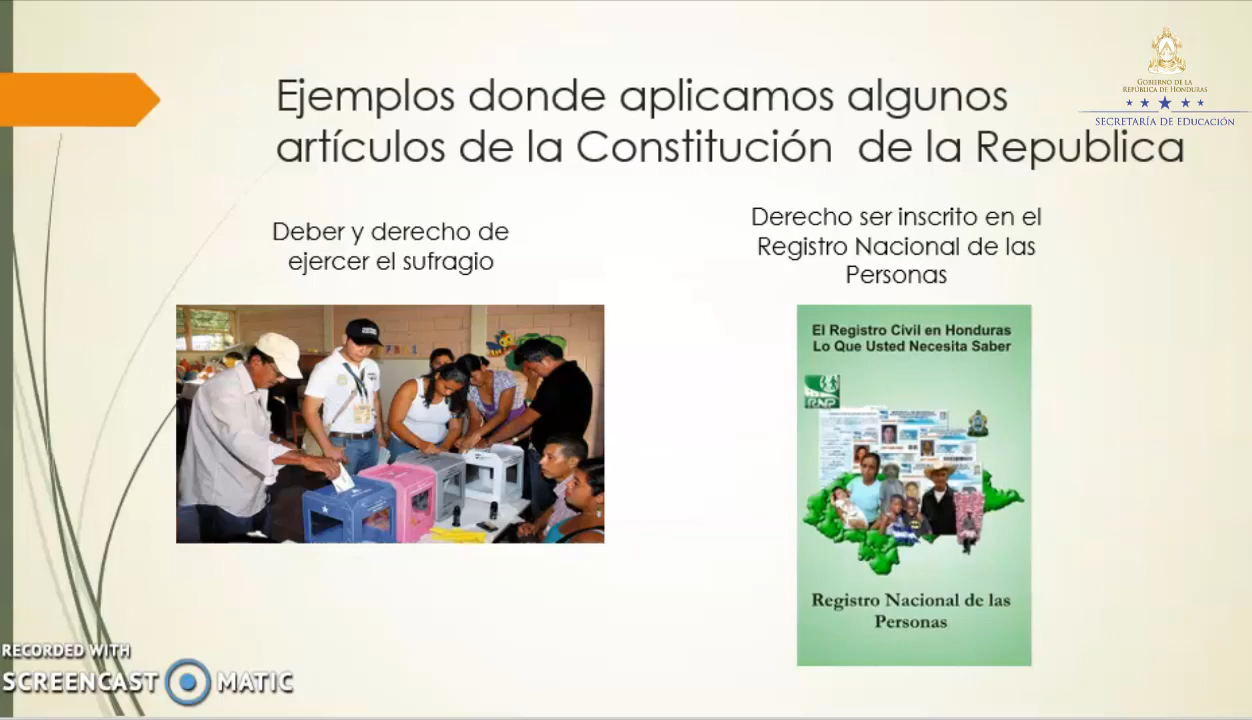 Ejemplos donde aplicamos algunos
artículos de la Constitución  de la Republica
GOBIERNO DE LA
REPÚBLICA DE HONDURAS
SECRETARÍA DE EDUCACIÓN
Deber y derecho de
ejercer el sufragio
Derecho ser inscrito en el
Registro Nacional de las
Personas
El Registro Civil en Honduras
Lo Que Usted Necesita Saber
RNP
Registro Nacional de las
Personas
RECORDED WITH
SCREENCAST MATIC